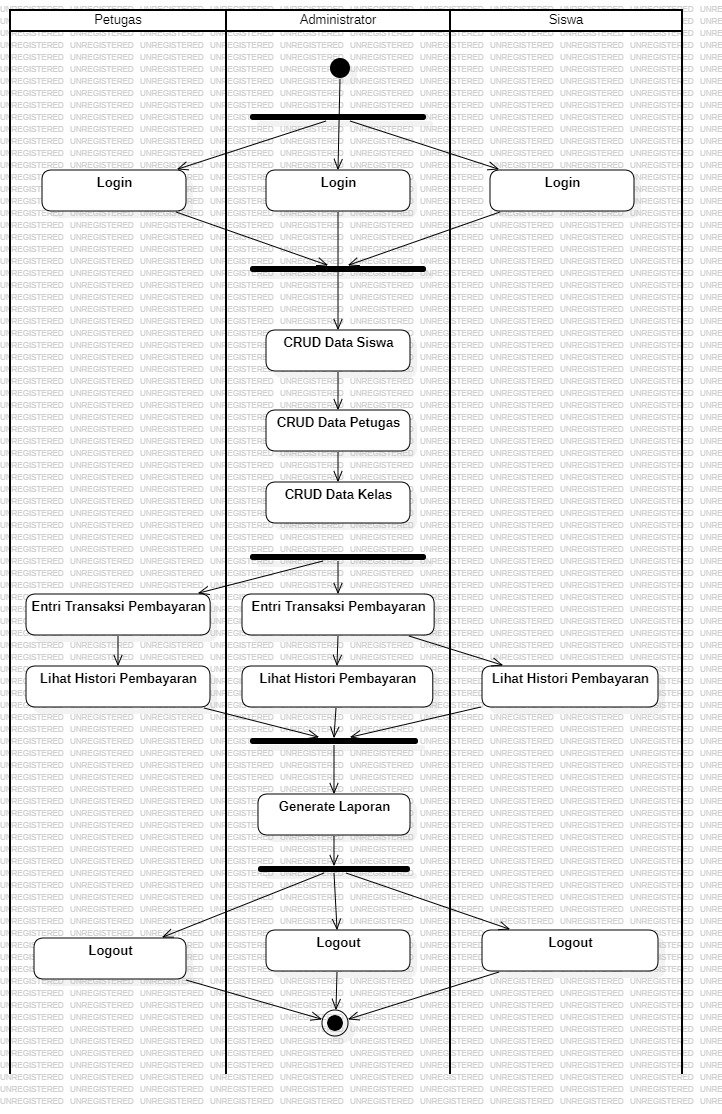 Petugas Administrator Siswa
Login Login Login
CRUD Data Siswa
CRUD Data Petugas
CRUD Data Kelas
Entri Transaksi Pembayaran Entri Transaksi Pembayaran
Lihat Histori Pembayaran Lihat Histori Pembayaran Lihat Histori Pembayaran
Generate Laporan
Logout Logout Logout
UNREGISTERED